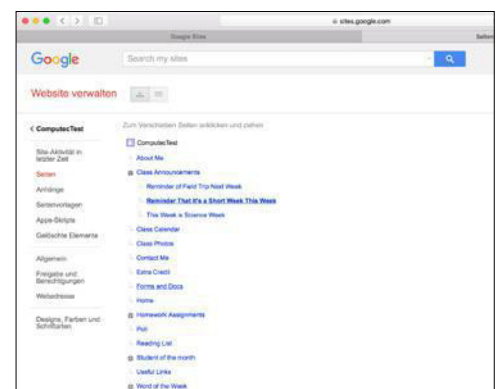 sites.google.com
Google Sites
Seiten
Google
Search my sites
Website verwalten
ComputecTest
Zum Verschieben Seiten anklicken und ziehen
Site-Aktivität in
letzter Zeit
Seiten
Anhänge
Seitenvorlagen
Apps-Skripts
Gelöschte Elemente
Allgemein
Freigabe und
Berechtigungen
Webadresse
Designs, Farben und
Schriftarten
ComputecTest
About Me
Class Announcements
Reminder of Field Trip Next Week
Reminder That It's a Short Week This Week
This Week is Science Week
Class Calendar
Class Photos
Contact Me
Extra Credit
Forms and Docs
Home
Homework Assignments
Poll
Reading List
Student of the month
Useful Links
Word of the Week